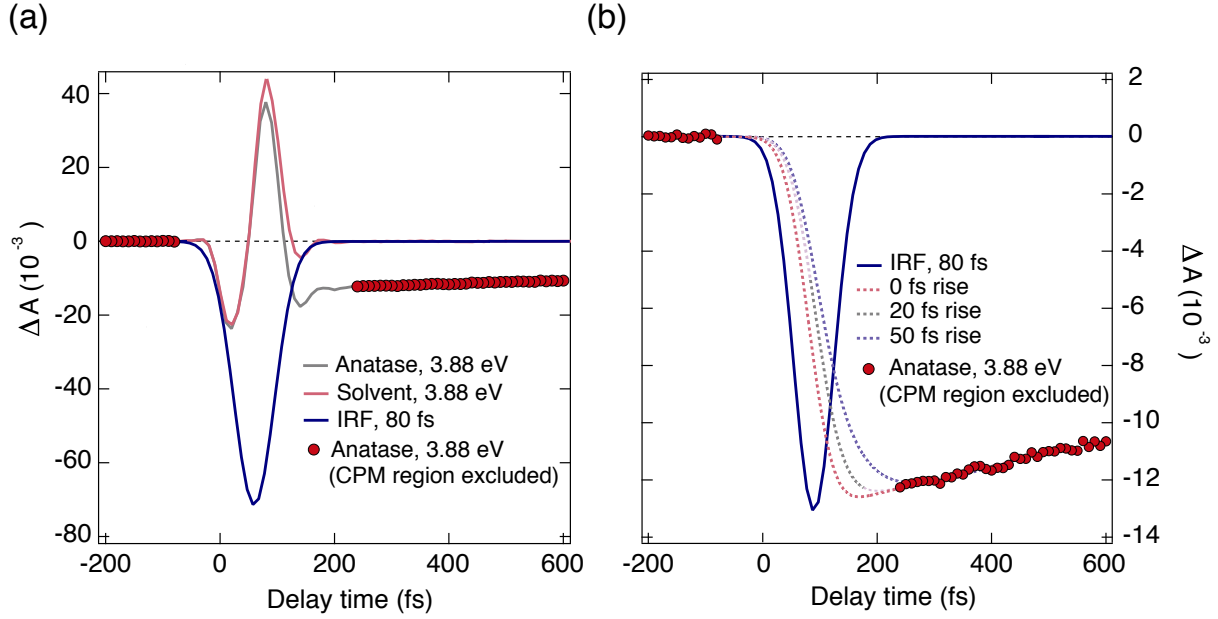 (a)
40
20
0
-20
-40
-60
-80
Δ A (10⁻³)
-200
0
200
400
600
Delay time (fs)
Anatase, 3.88 eV
Solvent, 3.88 eV
IRF, 80 fs
Anatase, 3.88 eV
(CPM region excluded)
(b)
2
0
-2
-4
-6
-8
-10
-12
-14
Δ A (10⁻³)
-200
0
200
400
600
Delay time (fs)
IRF, 80 fs
0 fs rise
20 fs rise
50 fs rise
Anatase, 3.88 eV
(CPM region excluded)